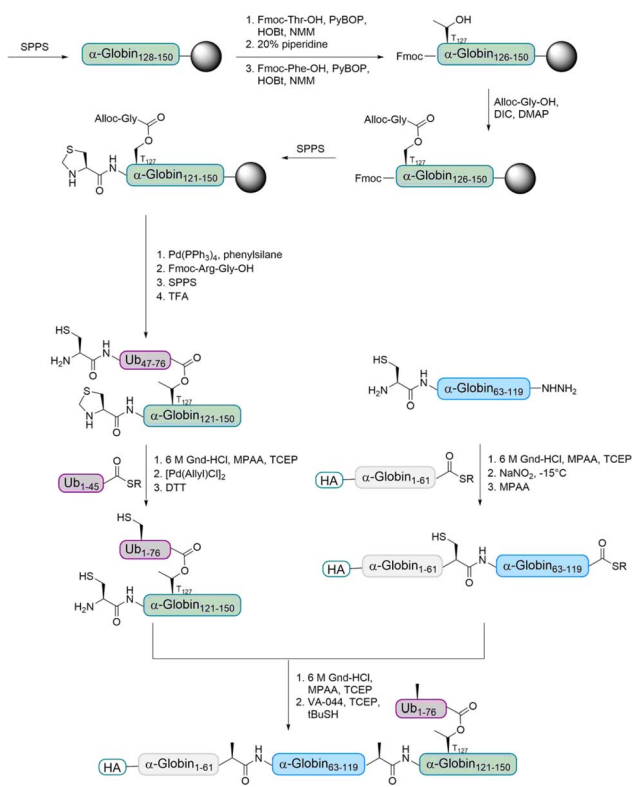 SPPS
α-Globin128-150
1. Fmoc-Thr-OH, PyBOP,
HOBt, NMM
2. 20% piperidine
3. Fmoc-Phe-OH, PyBOP,
HOBt, NMM
OH
T127
Fmoc
α-Globin126-150
Alloc-Gly-OH,
DIC, DMAP
Alloc-Gly
O
O
T127
Fmoc
α-Globin126-150
SPPS
Alloc-Gly
O
O
S
N
H
O
H
N
T127
α-Globin121-150
1. Pd(PPh3)4, phenylsilane
2. Fmoc-Arg-Gly-OH
3. SPPS
4. TFA
HS
H2N
O
H
N
Ub47-76
O
O
S
N
H
O
H
N
T127
α-Globin121-150
HS
H2N
O
H
N
α-Globin63-119
NHNH2
Ub1-45
O
SR
1. 6 M Gnd-HCl, MPAA, TCEP
2. [Pd(Allyl)Cl]2
3. DTT
HA
α-Globin1-61
O
SR
1. 6 M Gnd-HCl, MPAA, TCEP
2. NaNO2, -15°C
3. MPAA
HS
Ub1-76
O
O
HS
H2N
O
H
N
T127
α-Globin121-150
HA
α-Globin1-61
HS
O
H
N
α-Globin63-119
O
SR
1. 6 M Gnd-HCl,
MPAA, TCEP
2. VA-044, TCEP,
tBuSH
Ub1-76
O
O
HA
α-Globin1-61
O
H
N
α-Globin63-119
O
H
N
T127
α-Globin121-150